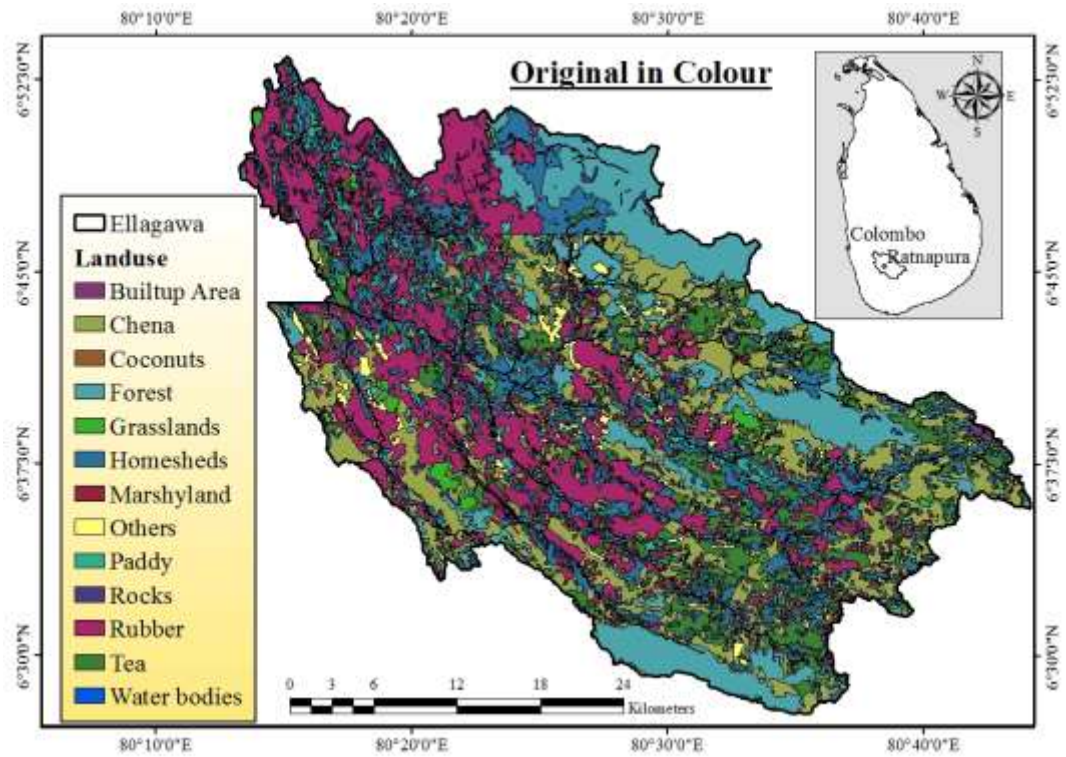 80°10'0"E 80°20'0"E 80°30'0"E 80°40'0"E
6°52'30"N
6°45'0"N
6°37'30"N
6°30'0"N
Original in Colour
N
W E
S
Colombo
Ratnapura
6°52'30"N
6°45'0"N
6°37'30"N
6°30'0"N
Ellagawa
Landuse
Builtup Area
Chena
Coconuts
Forest
Grasslands
Homesheds
Marshyland
Others
Paddy
Rocks
Rubber
Tea
Water bodies
0 3 6 12 18 24
Kilometers
80°10'0"E 80°20'0"E 80°30'0"E 80°40'0"E